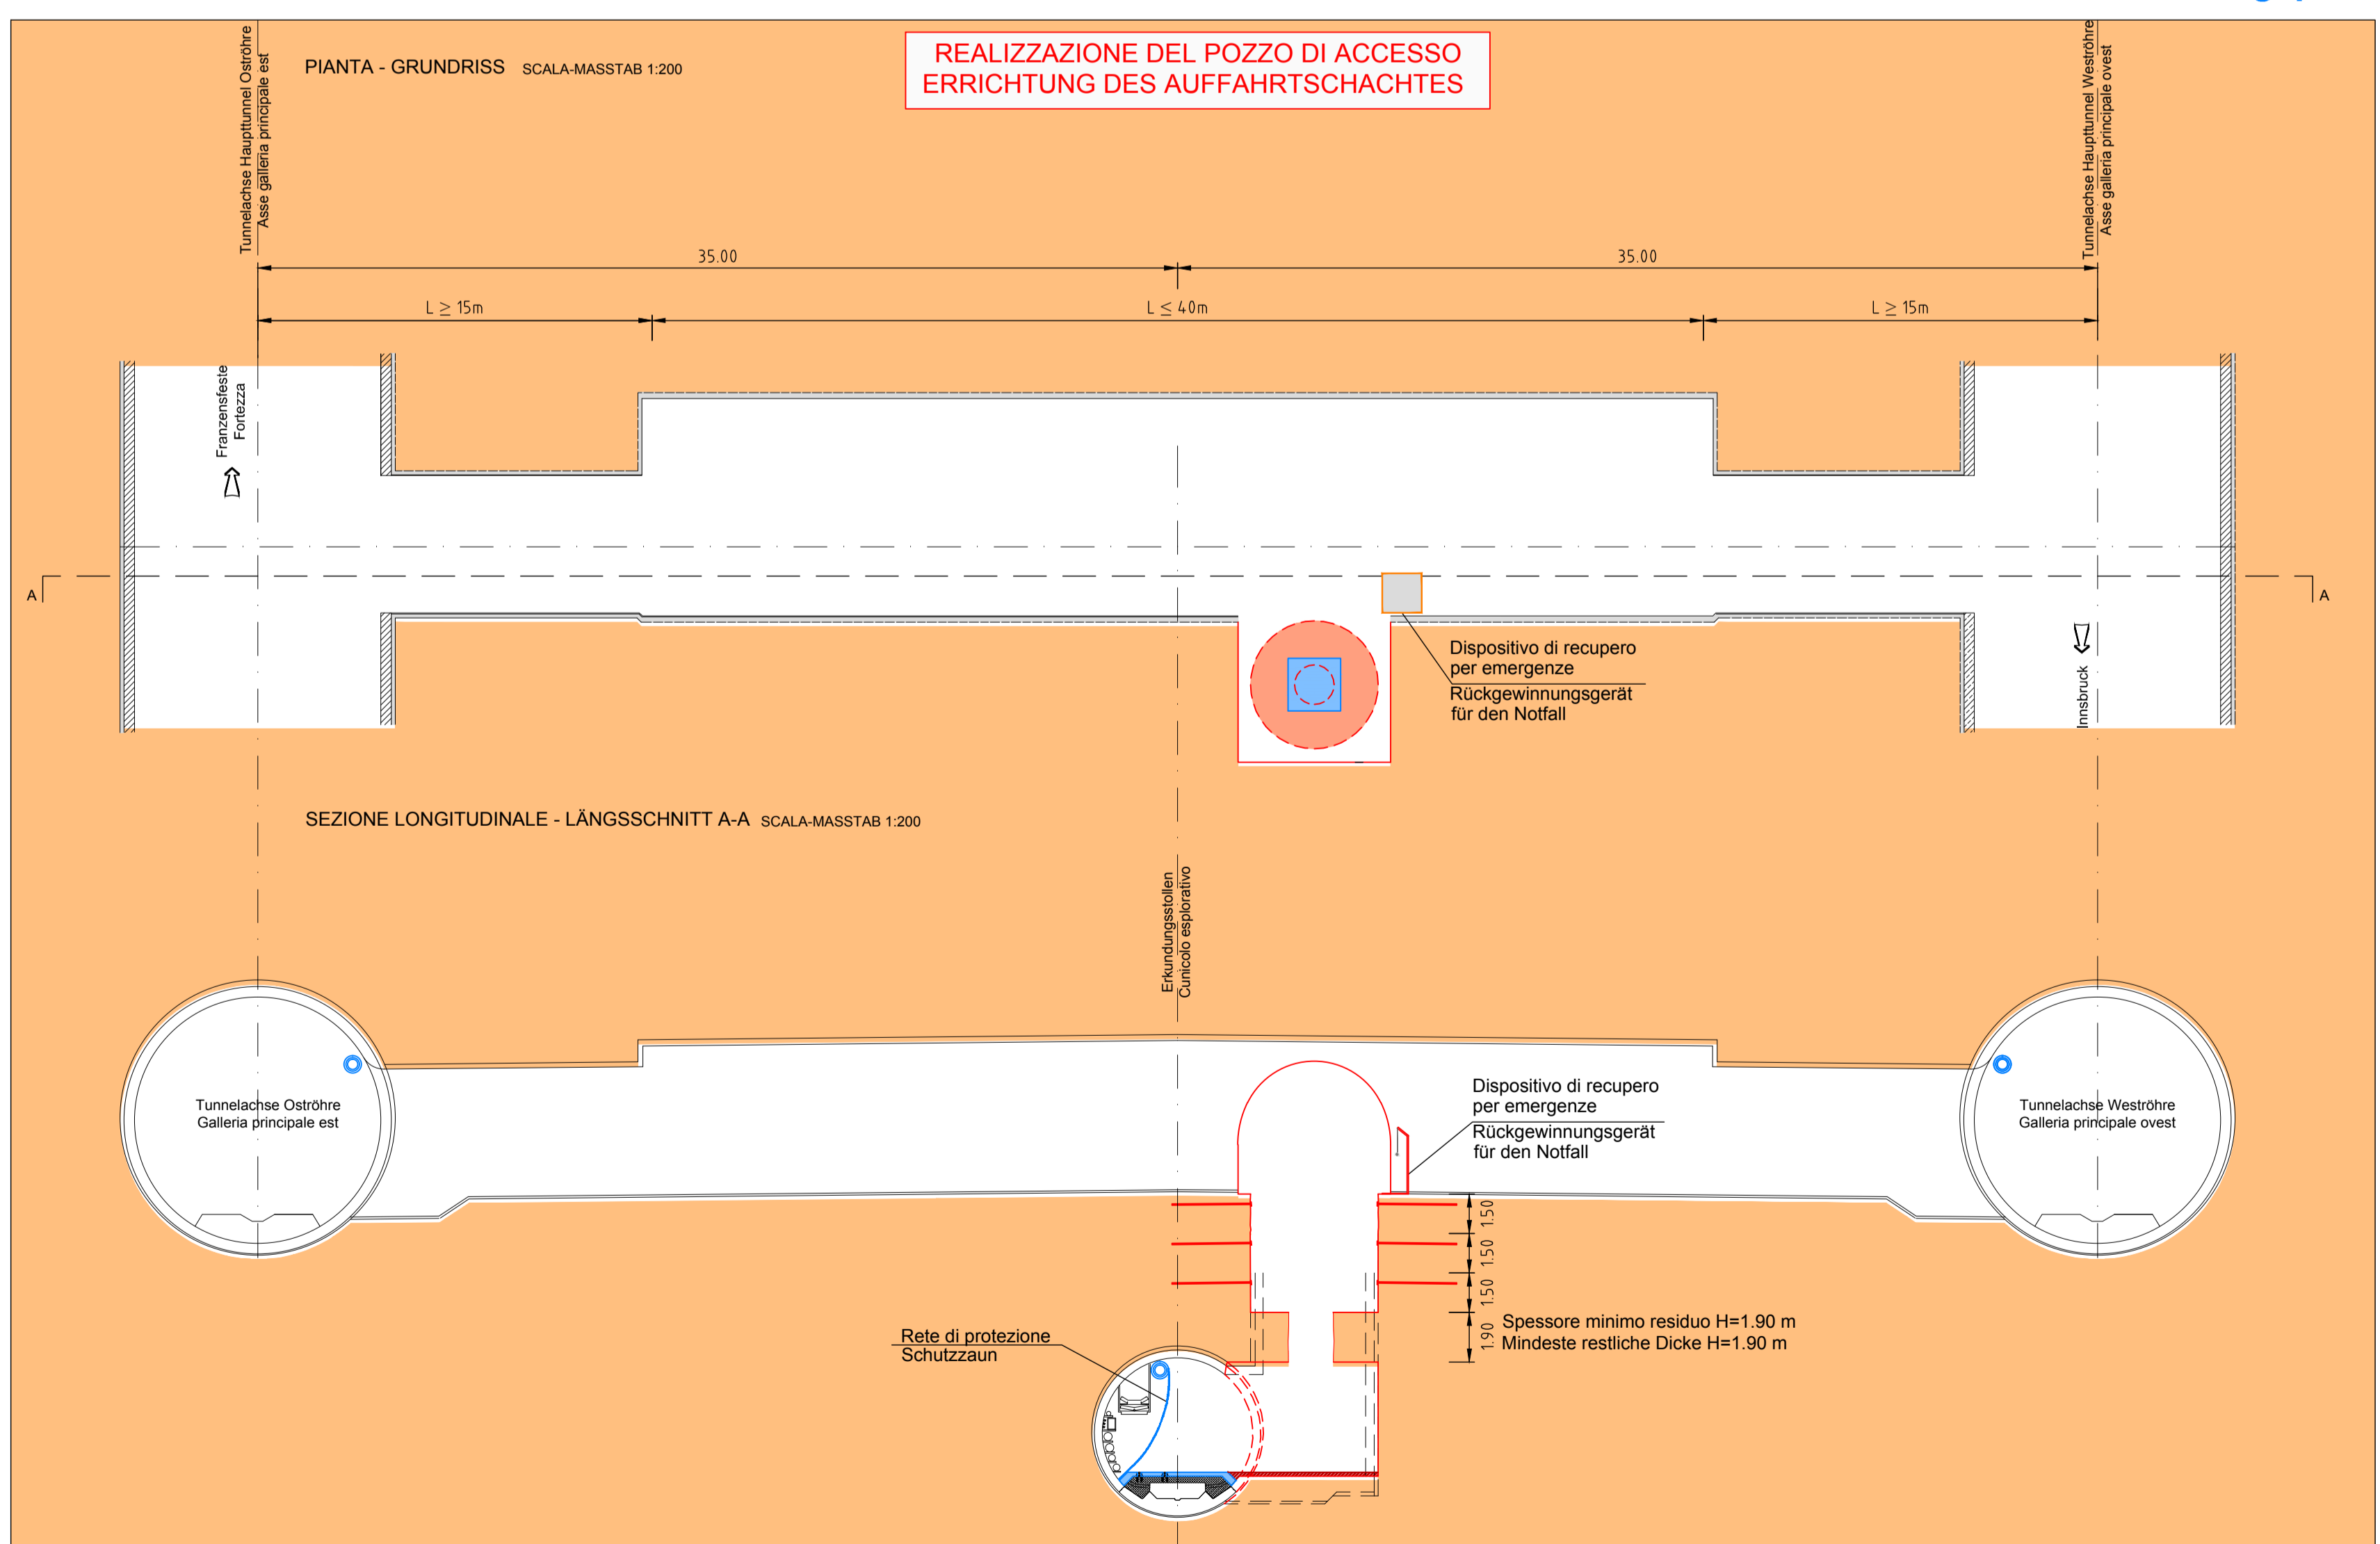 REALIZZAZIONE DEL POZZO DI ACCESSO
ERRICHTUNG DES AUFFAHRTSCHACHTES
PIANTA - GRUNDRISS SCALA-MASSTAB 1:200
Tunnelachse Haupttunnel Oströhre
Asse galleria principale est
Tunnelachse Haupttunnel Weströhre
Asse galleria principale ovest
35.00
35.00
L ≥ 15m
L ≤ 40m
L ≥ 15m
Franzensfeste
Fortezza
A
A
Dispositivo di recupero
per emergenze
Rückgewinnungsgerät
für den Notfall
Innsbruck
SEZIONE LONGITUDINALE - LÄNGSSCHNITT A-A SCALA-MASSTAB 1:200
Erkundungsstollen
Cunicolo esplorativo
Tunnelachse Oströhre
Galleria principale est
Dispositivo di recupero
per emergenze
Rückgewinnungsgerät
für den Notfall
Tunnelachse Weströhre
Galleria principale ovest
1.50
1.50
1.50
1.90
Spessore minimo residuo H=1.90 m
Mindeste restliche Dicke H=1.90 m
Rete di protezione
Schutzzaun